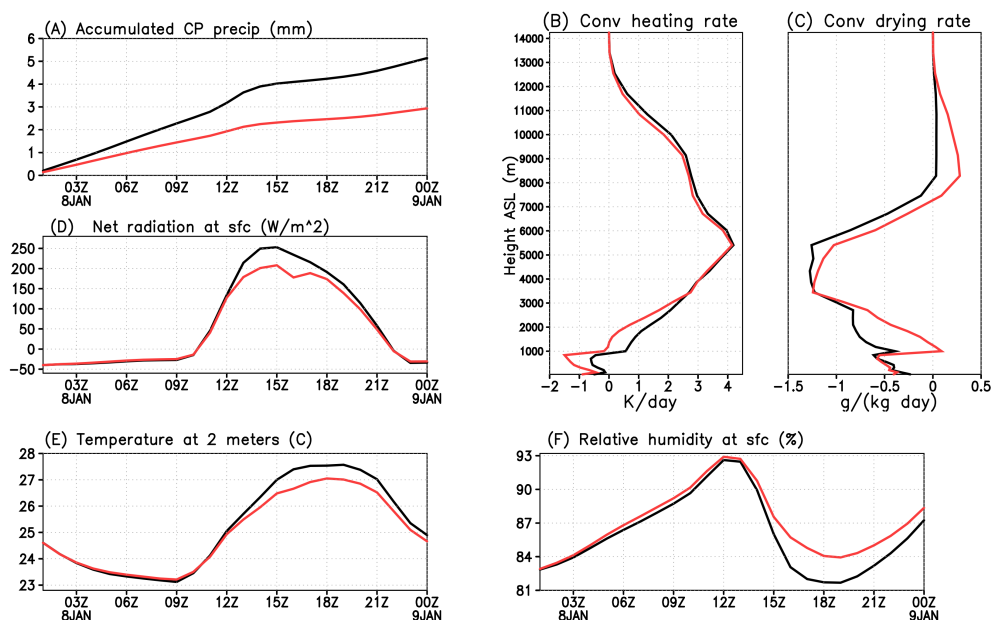 (A) Accumulated CP precip (mm)
6
5
4
3
2
1
0
03Z 06Z 09Z 12Z 15Z 18Z 21Z 00Z
8JAN 9JAN
(B) Conv heating rate
Height ASL (m)
14000
13000
12000
11000
10000
9000
8000
7000
6000
5000
4000
3000
2000
1000
−2 −1 0 1 2 3 4
K/day
(C) Conv drying rate
−1.5 −1 −0.5 0 0.5
g/(kg day)
(D) Net radiation at sfc (W/m^2)
250
200
150
100
50
0
−50
03Z 06Z 09Z 12Z 15Z 18Z 21Z 00Z
8JAN 9JAN
(E) Temperature at 2 meters (C)
28
27
26
25
24
23
03Z 06Z 09Z 12Z 15Z 18Z 21Z 00Z
8JAN 9JAN
(F) Relative humidity at sfc (%)
93
90
87
84
81
03Z 06Z 09Z 12Z 15Z 18Z 21Z 00Z
8JAN 9JAN